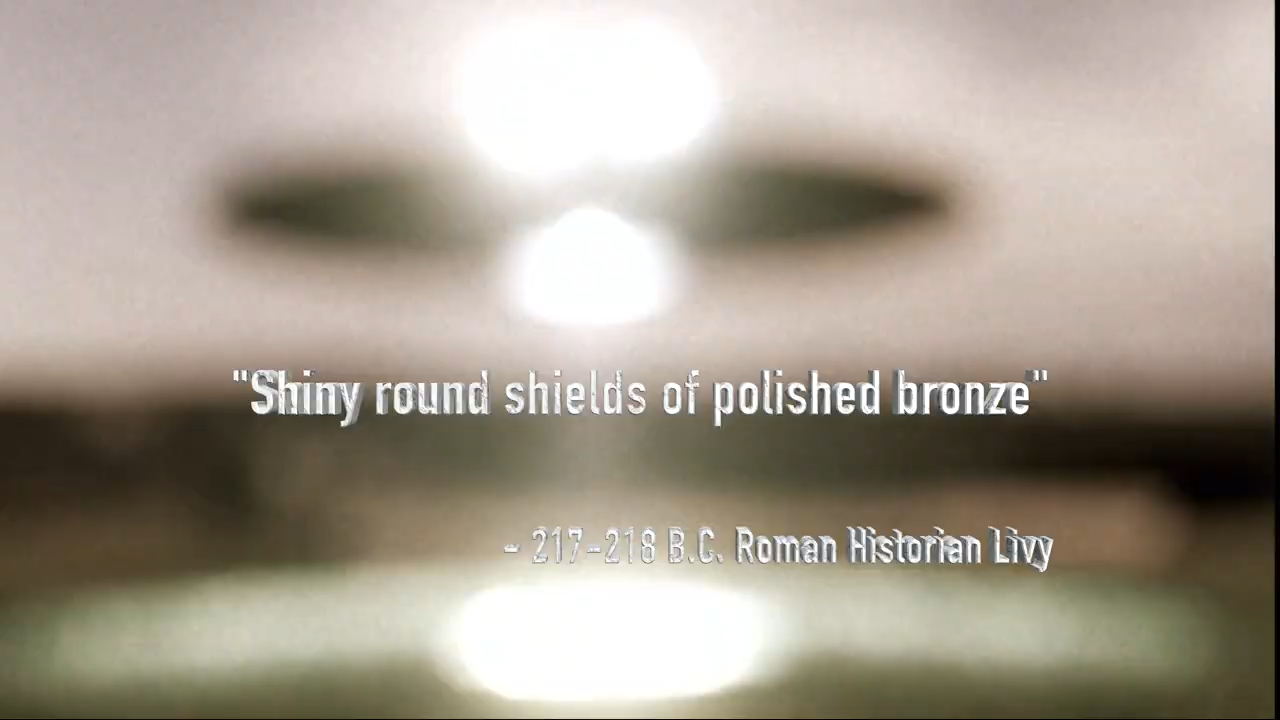 "Shiny round shields of polished bronze"
- 217-218 B.C. Roman Historian Livy